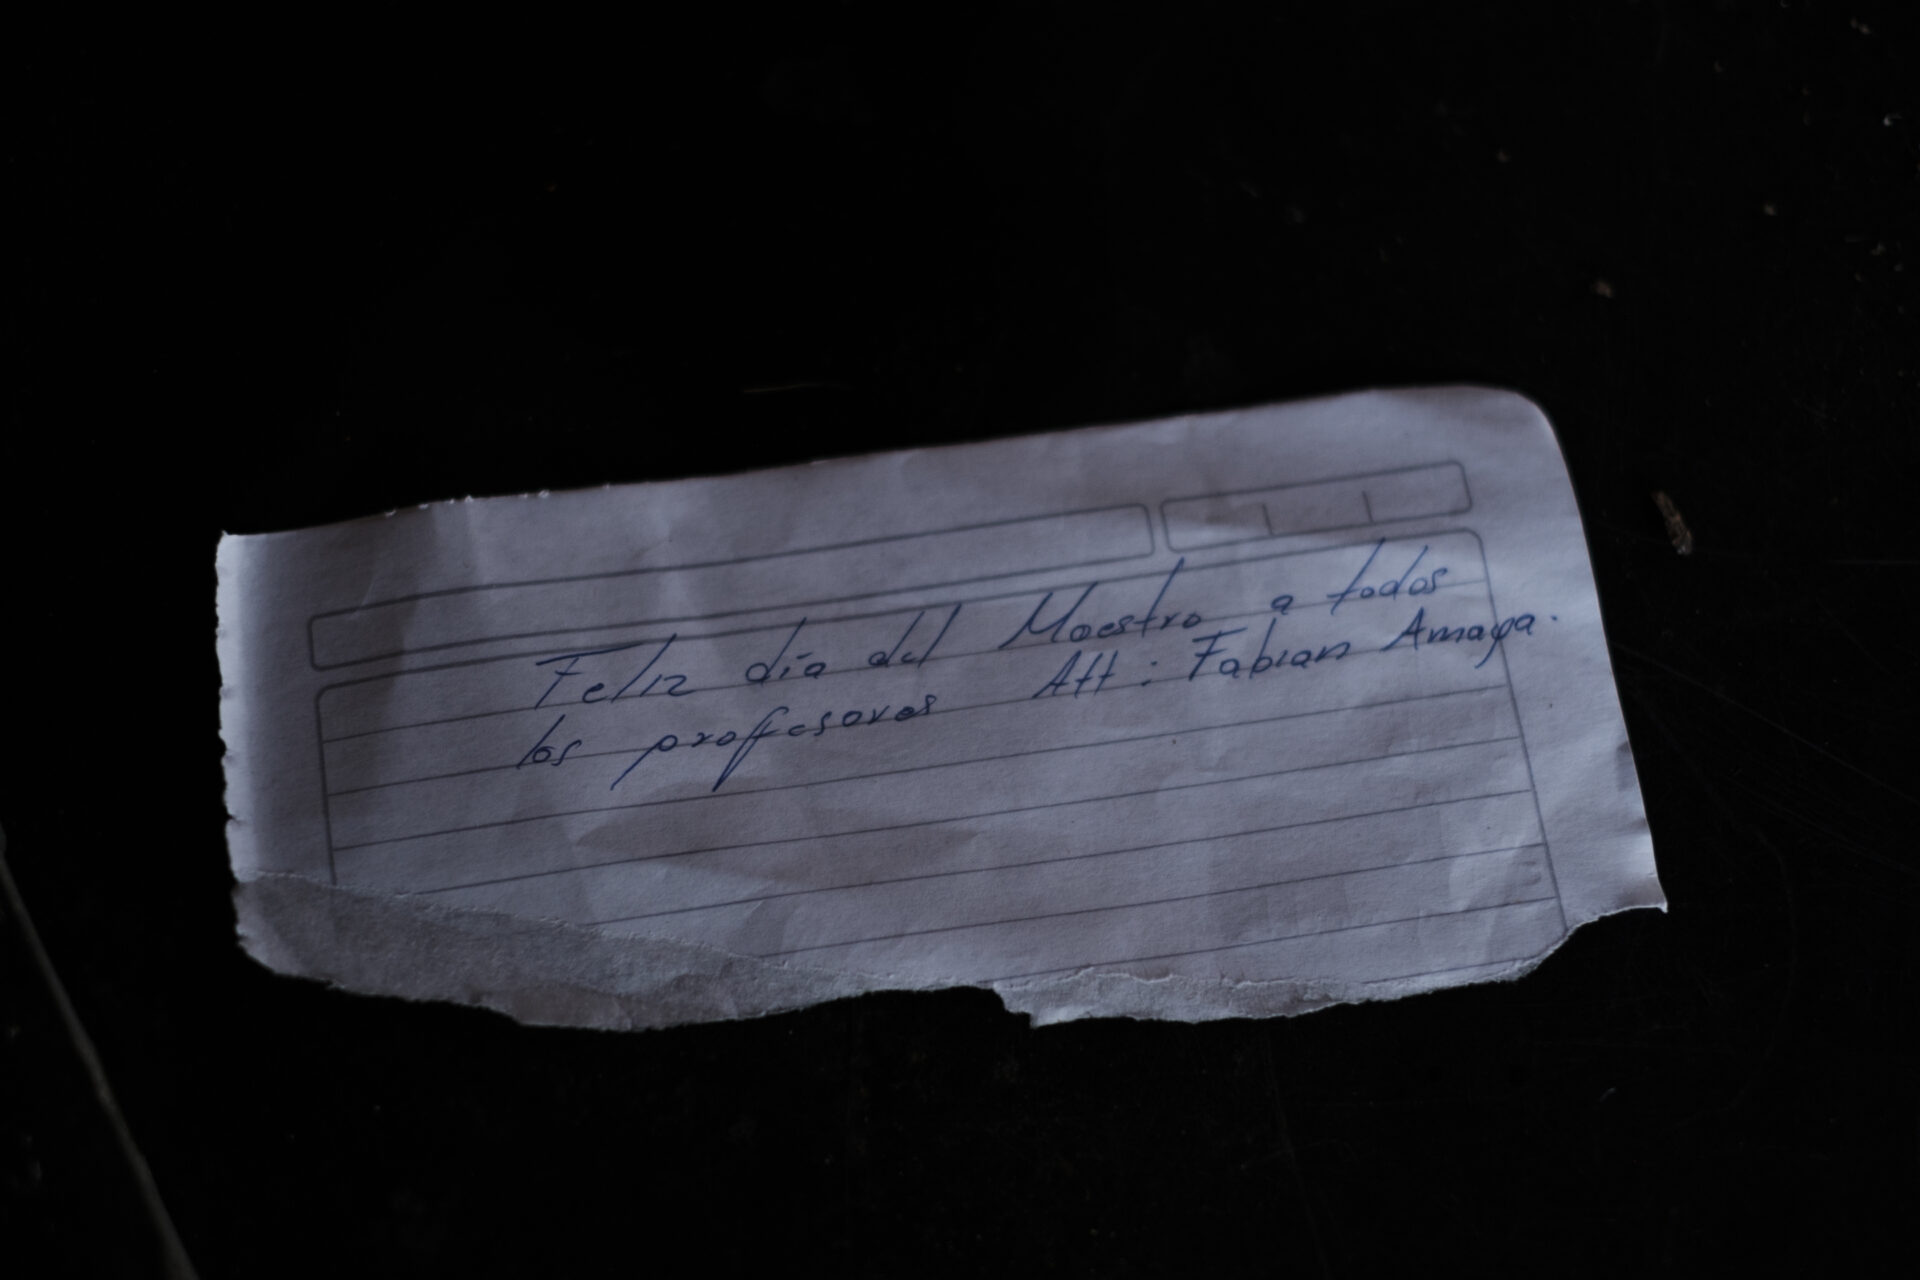 Feliz día del Maestro a todos
los profesores Att: Fabian Amaya.